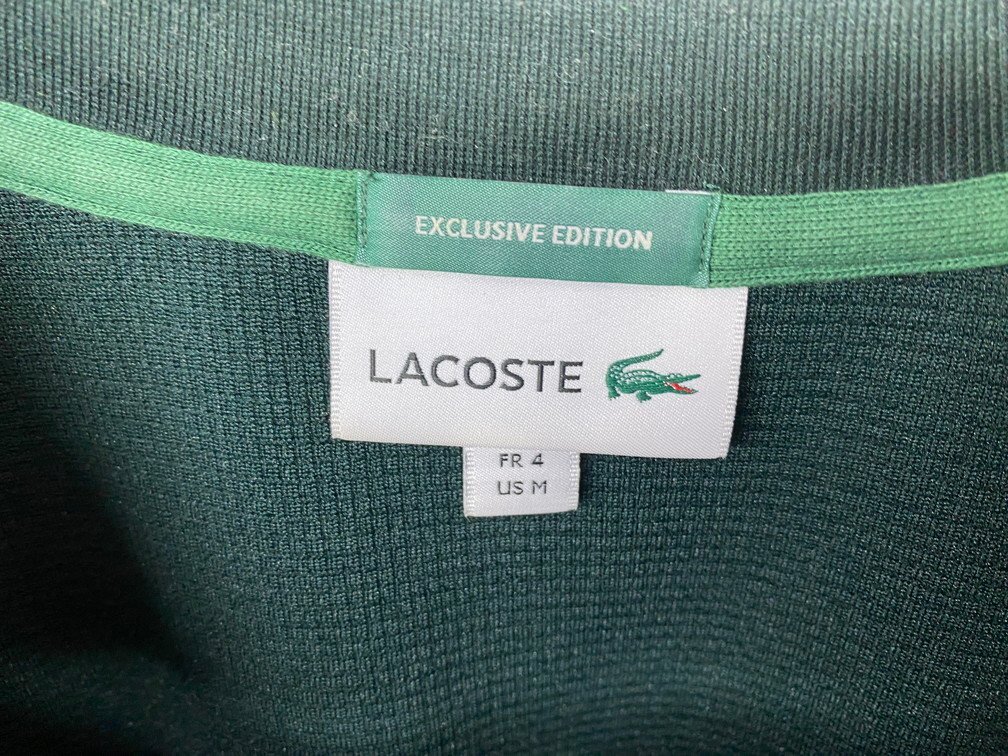 EXCLUSIVE EDITION
LACOSTE
FR 4
US M